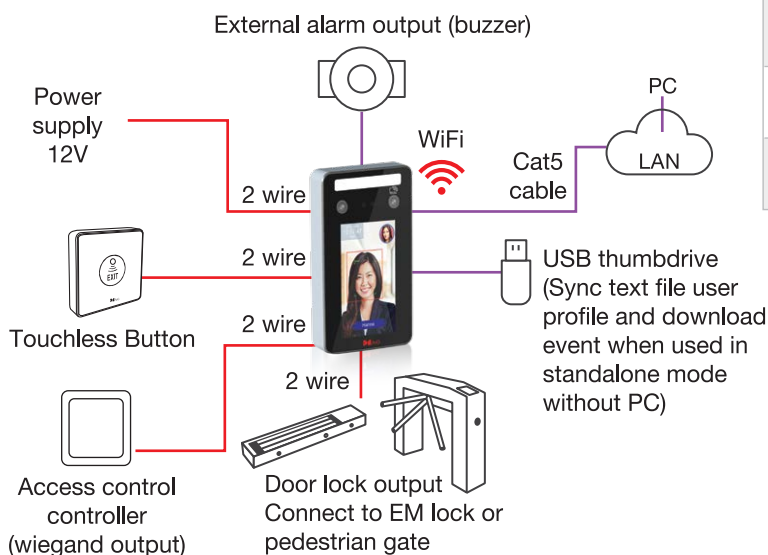 External alarm output (buzzer)
Power
supply
12V
WiFi
PC
Cat5
cable
LAN
2 wire
2 wire
EXIT
Touchless Button
2 wire
2 wire
USB thumbdrive
(Sync text file user
profile and download
event when used in
standalone mode
without PC)
Access control
controller
(wiegand output)
Door lock output
Connect to EM lock or
pedestrian gate